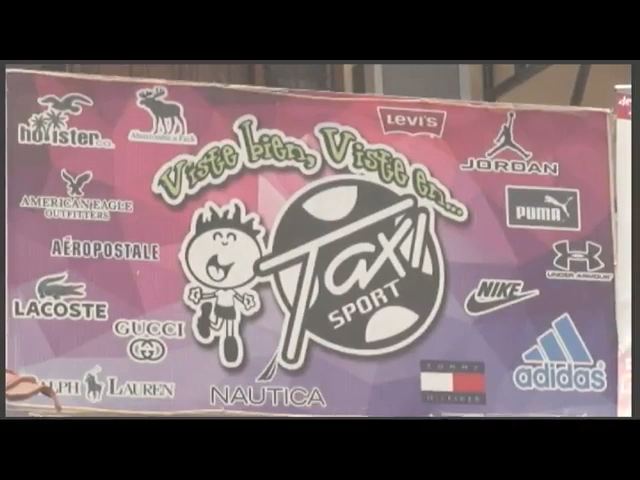 hollister co.
Abercrombie & Fitch
LEVI'S
JORDAN
Viste bien, Viste en...
AMERICAN EAGLE
OUTFITTERS
PUMA
AÉROPOSTALE
Taxi
SPORT
UNDER ARMOUR
LACOSTE
NIKE
GUCCI
adidas
TOMMY
HILFIGER
RALPH LAUREN
NAUTICA